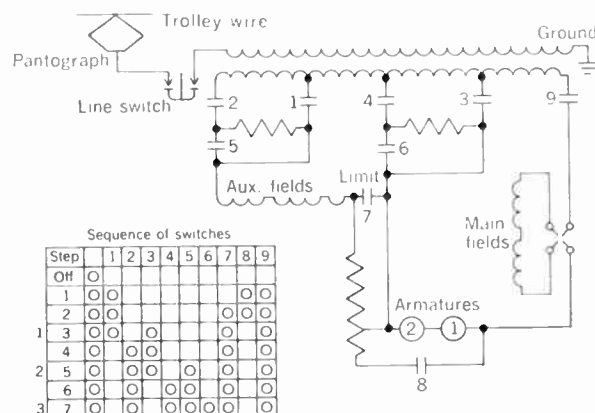 Trolley wire
Ground
Pantograph
Line switch
2
1
4
3
9
5
6
Aux. fields
Limit
7
Main
fields
Armatures
2
1
8
Sequence of switches
Step 1 2 3 4 5 6 7 8 9
Off O
1 O O O O
2 O O O O O
1 3 O O O O O
4 O O O O O
2 5 O O O O O O
6 O O O O O
3 7 O O O O O O O